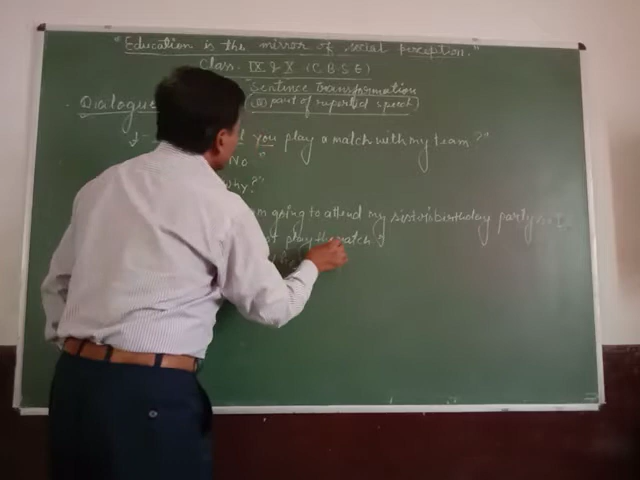 "Education is the mirror of social perception."
Class. IX & X (C.B.S.E)
Sentence Transformation
Dialogue (A part of reported speech)
you play a match with my team?"
No."
Why?"
am going to attend my sister's birthday party so I
play the match